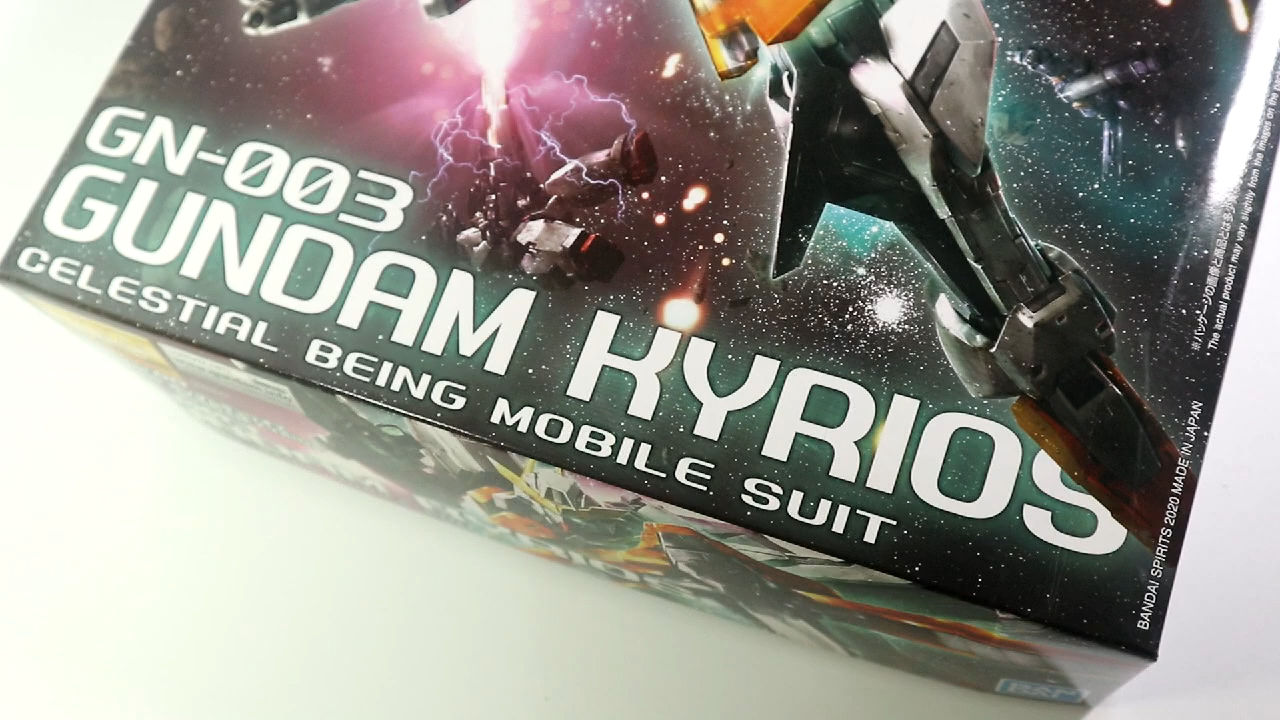 GN-003
GUNDAM KYRIOS
CELESTIAL BEING MOBILE SUIT
BANDAI SPIRITS 2020 MADE IN JAPAN
* The actual product may vary slightly from the images on the